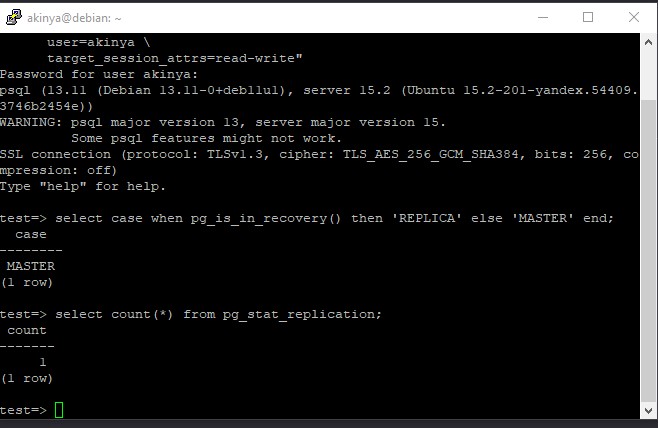 akinya@debian: ~
user=akinya \
target_session_attrs=read-write"
Password for user akinya:
psql (13.11 (Debian 13.11-0+deb11u1), server 15.2 (Ubuntu 15.2-201-yandex.54409.
3746b2454e))
WARNING: psql major version 13, server major version 15.
Some psql features might not work.
SSL connection (protocol: TLSv1.3, cipher: TLS_AES_256_GCM_SHA384, bits: 256, co
mpression: off)
Type "help" for help.
test=> select case when pg_is_in_recovery() then 'REPLICA' else 'MASTER' end;
case
--------
MASTER
(1 row)
test=> select count(*) from pg_stat_replication;
count
-------
1
(1 row)
test=>